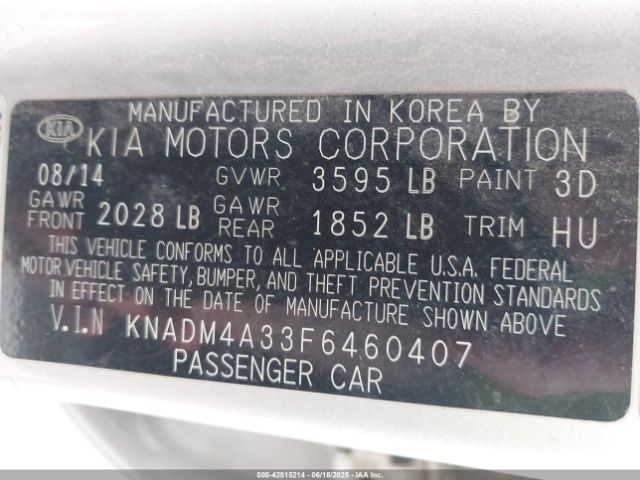 KIA MANUFACTURED IN KOREA BY
KIA MOTORS CORPORATION
08/14 GVWR 3595 LB PAINT 3D
GAWR FRONT 2028 LB GAWR REAR 1852 LB TRIM HU
THIS VEHICLE CONFORMS TO ALL APPLICABLE U.S.A. FEDERAL
MOTOR VEHICLE SAFETY, BUMPER, AND THEFT PREVENTION STANDARDS
IN EFFECT ON THE DATE OF MANUFACTURE SHOWN ABOVE
V.I.N KNADM4A33F6460407
PASSENGER CAR
000-42515214 - 06/18/2025 - IAAI, Inc.